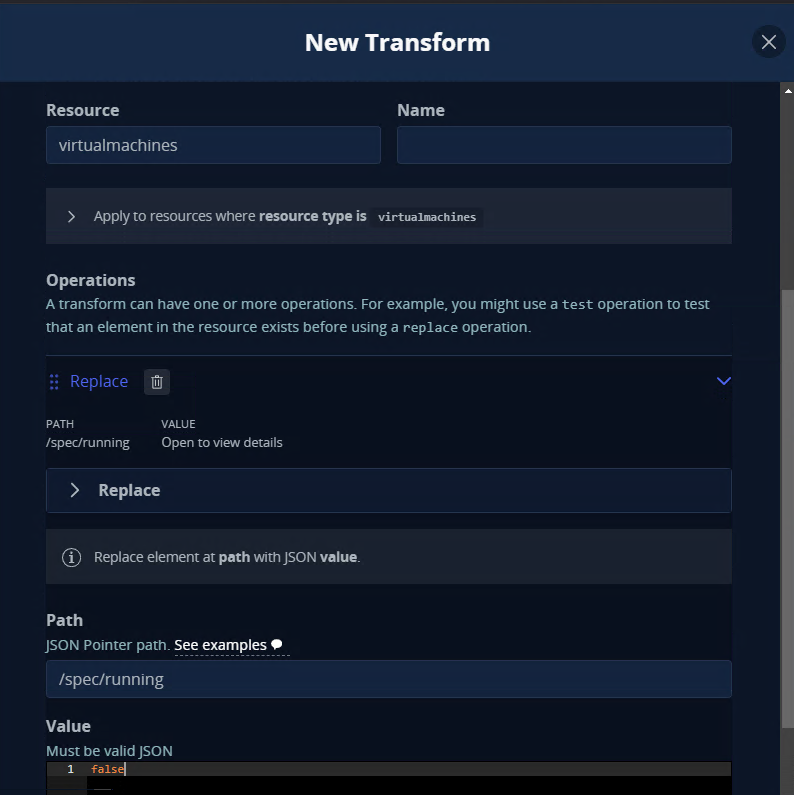 New Transform
Resource Name
virtualmachines
Apply to resources where resource type is virtualmachines
Operations
A transform can have one or more operations. For example, you might use a test operation to test
that an element in the resource exists before using a replace operation.
Replace
PATH VALUE
/spec/running Open to view details
Replace
Replace element at path with JSON value.
Path
JSON Pointer path. See examples
/spec/running
Value
Must be valid JSON
1 false